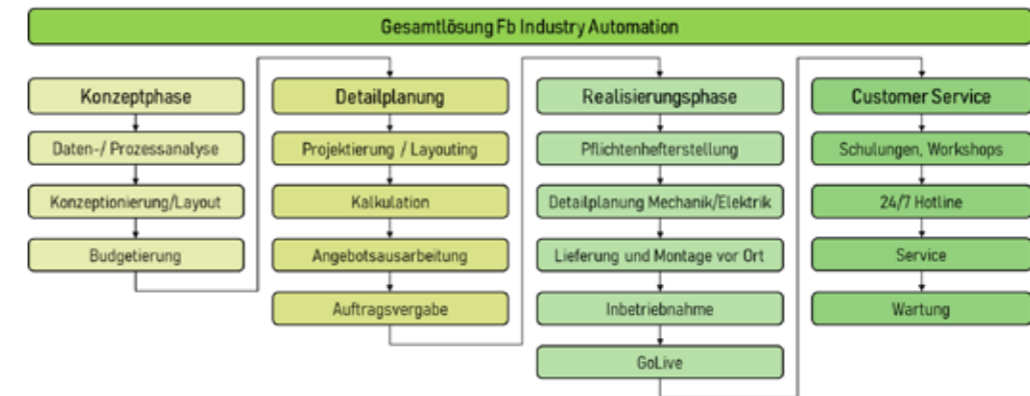 Gesamtlösung Fb Industry Automation
Konzeptphase
Daten-/ Prozessanalyse
Konzeptionierung/Layout
Budgetierung
Detailplanung
Projektierung / Layouting
Kalkulation
Angebotsausarbeitung
Auftragsvergabe
Realisierungsphase
Pflichtenhefterstellung
Detailplanung Mechanik/Elektrik
Lieferung und Montage vor Ort
Inbetriebnahme
GoLive
Customer Service
Schulungen, Workshops
24/7 Hotline
Service
Wartung